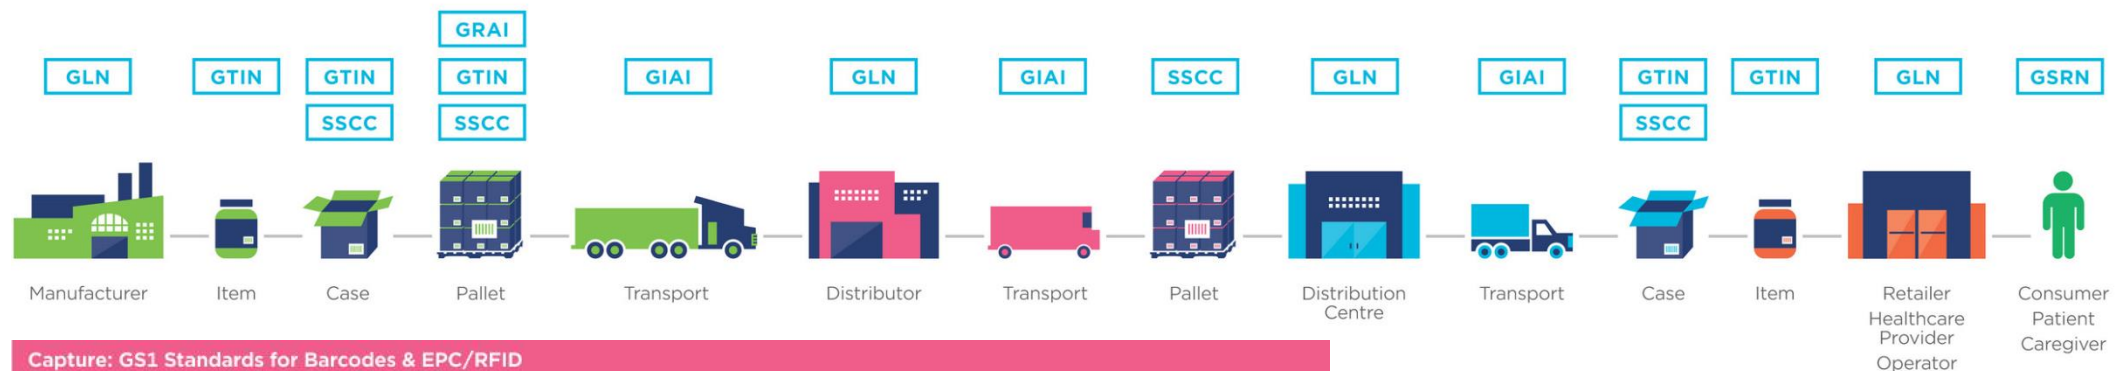 GRAI
GLN GTIN GTIN GTIN GIAI GLN GIAI SSCC GLN GIAI GTIN GTIN GLN GSRN
SSCC SSCC SSCC
Manufacturer Item Case Pallet Transport Distributor Transport Pallet Distribution Transport Case Item Retailer Consumer
Centre Healthcare Patient
Provider Caregiver
Operator
Capture: GS1 Standards for Barcodes & EPC/RFID